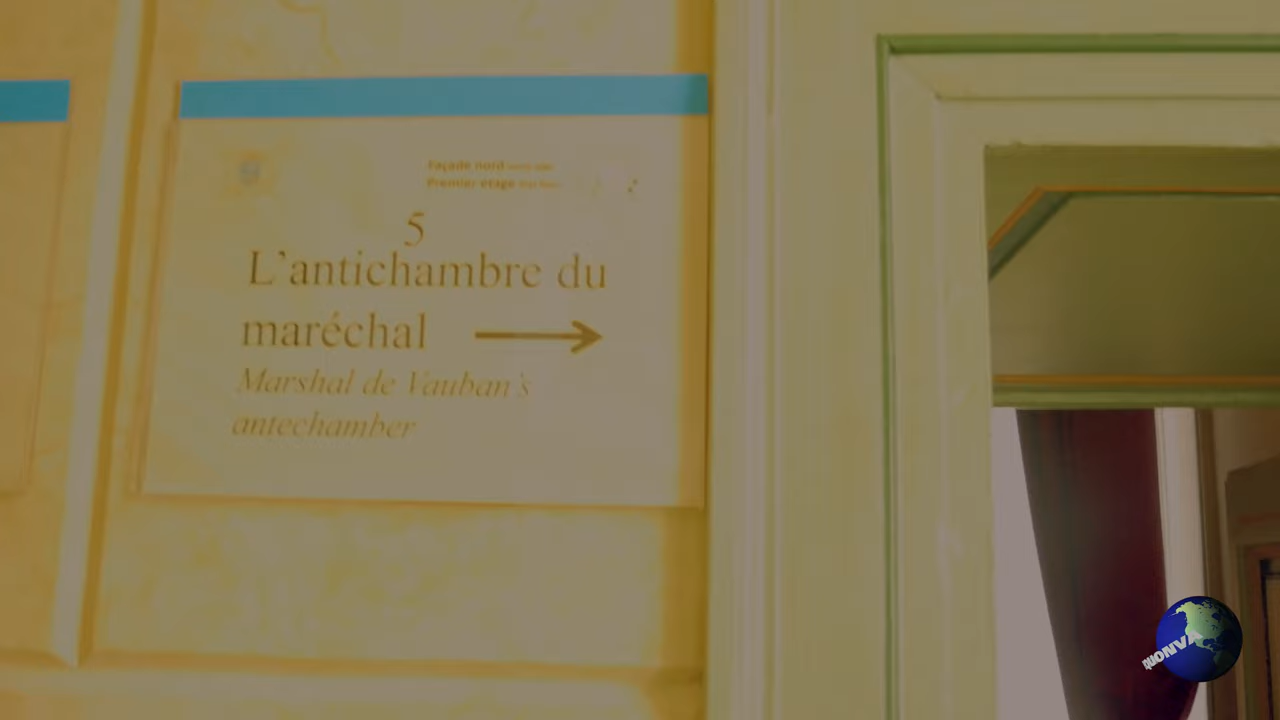 Façade nord
Premier étage
5
L'antichambre du
maréchal
Marshal de Vauban's
antechamber